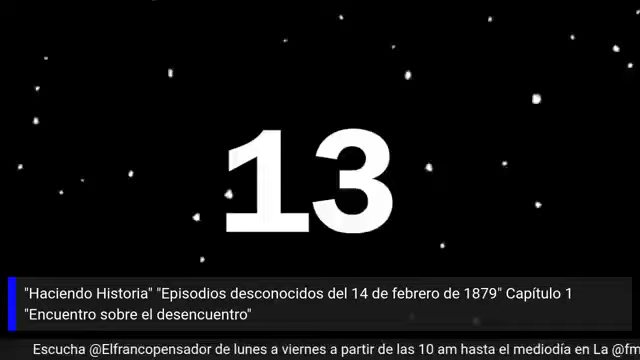 13
"Haciendo Historia" "Episodios desconocidos del 14 de febrero de 1879" Capítulo 1
"Encuentro sobre el desencuentro"
Escucha @Elfrancopensador de lunes a viernes a partir de las 10 am hasta el mediodía en La @fm